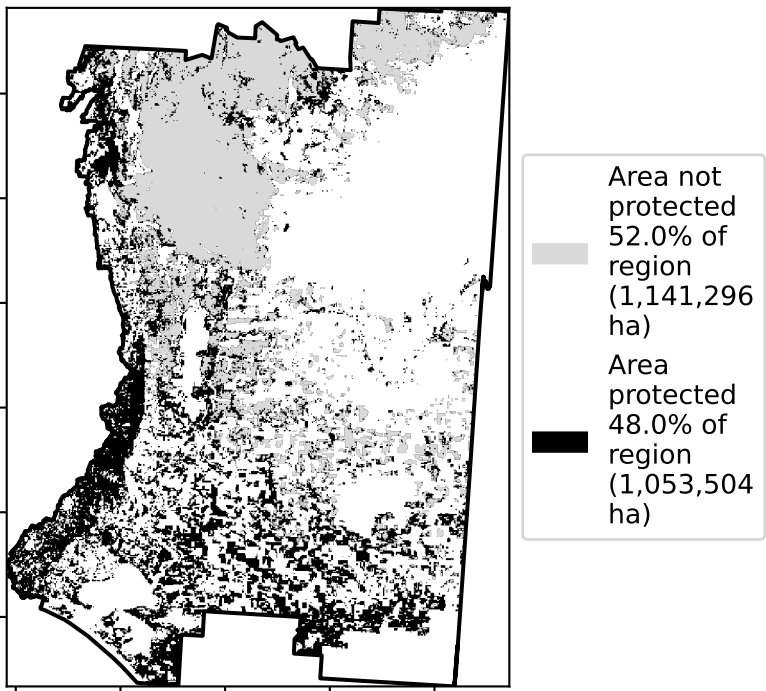 Area not
protected
52.0% of
region
(1,141,296
ha)
Area
protected
48.0% of
region
(1,053,504
ha)